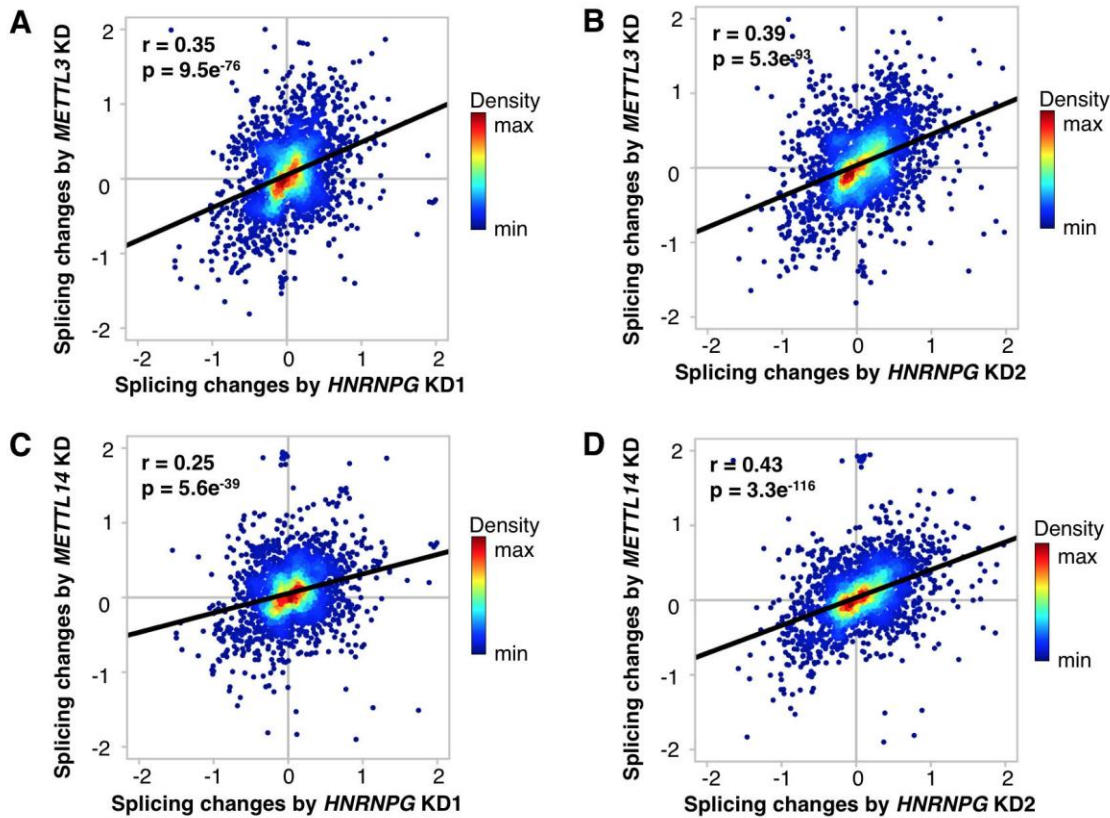 A
Splicing changes by METTL3 KD
r = 0.35
p = 9.5e-76
2
1
0
-1
-2
-2 -1 0 1 2
Splicing changes by HNRNPG KD1
Density
max
min
B
Splicing changes by METTL3 KD
r = 0.39
p = 5.3e-93
2
1
0
-1
-2
-2 -1 0 1 2
Splicing changes by HNRNPG KD2
Density
max
min
C
Splicing changes by METTL14 KD
r = 0.25
p = 5.6e-39
2
1
0
-1
-2
-2 -1 0 1 2
Splicing changes by HNRNPG KD1
Density
max
min
D
Splicing changes by METTL14 KD
r = 0.43
p = 3.3e-116
2
1
0
-1
-2
-2 -1 0 1 2
Splicing changes by HNRNPG KD2
Density
max
min